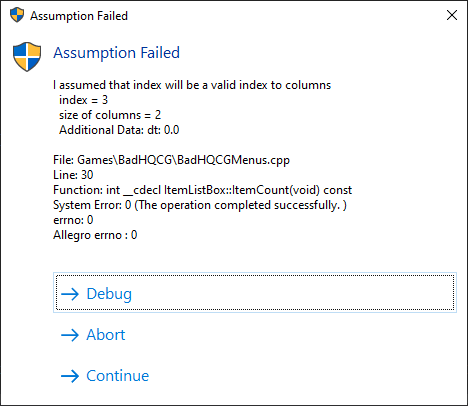 Assumption Failed
Assumption Failed
I assumed that index will be a valid index to columns
index = 3
size of columns = 2
Additional Data: dt: 0.0
File: Games\BadHQCG\BadHQCGMenus.cpp
Line: 30
Function: int __cdecl ItemListBox::ItemCount(void) const
System Error: 0 (The operation completed successfully. )
errno: 0
Allegro errno : 0
Debug
Abort
Continue